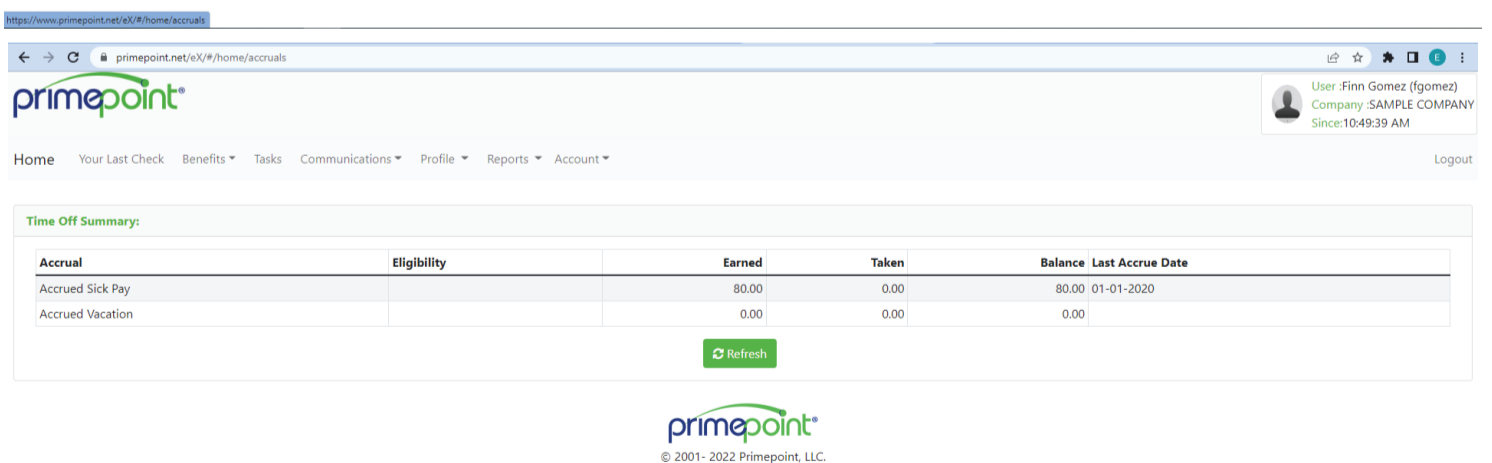 https://www.primepoint.net/eX/#/home/accruals
primepoint.net/eX/#/home/accruals E
primepoint®
User :Finn Gomez (fgomez)
Company :SAMPLE COMPANY
Since:10:49:39 AM
Home Your Last Check Benefits Tasks Communications Profile Reports Account Logout
Time Off Summary:
Accrual Eligibility Earned Taken Balance Last Accrue Date
Accrued Sick Pay 80.00 0.00 80.00 01-01-2020
Accrued Vacation 0.00 0.00 0.00
Refresh
primepoint®
© 2001- 2022 Primepoint, LLC.